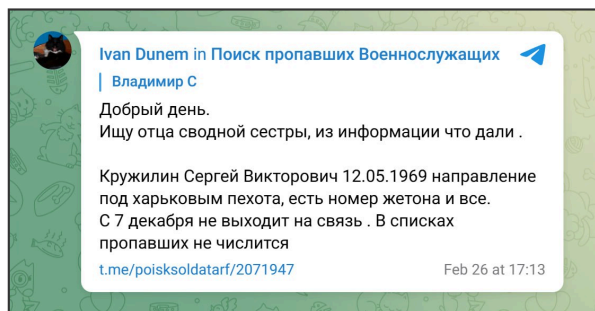 Ivan Dunem in Поиск пропавших Военнослужащих
Владимир С
Добрый день.
Ищу отца сводной сестры, из информации что дали .
Кружилин Сергей Викторович 12.05.1969 направление
под харьковым пехота, есть номер жетона и все.
С 7 декабря не выходит на связь . В списках
пропавших не числится
t.me/poisksoldatarf/2071947 Feb 26 at 17:13